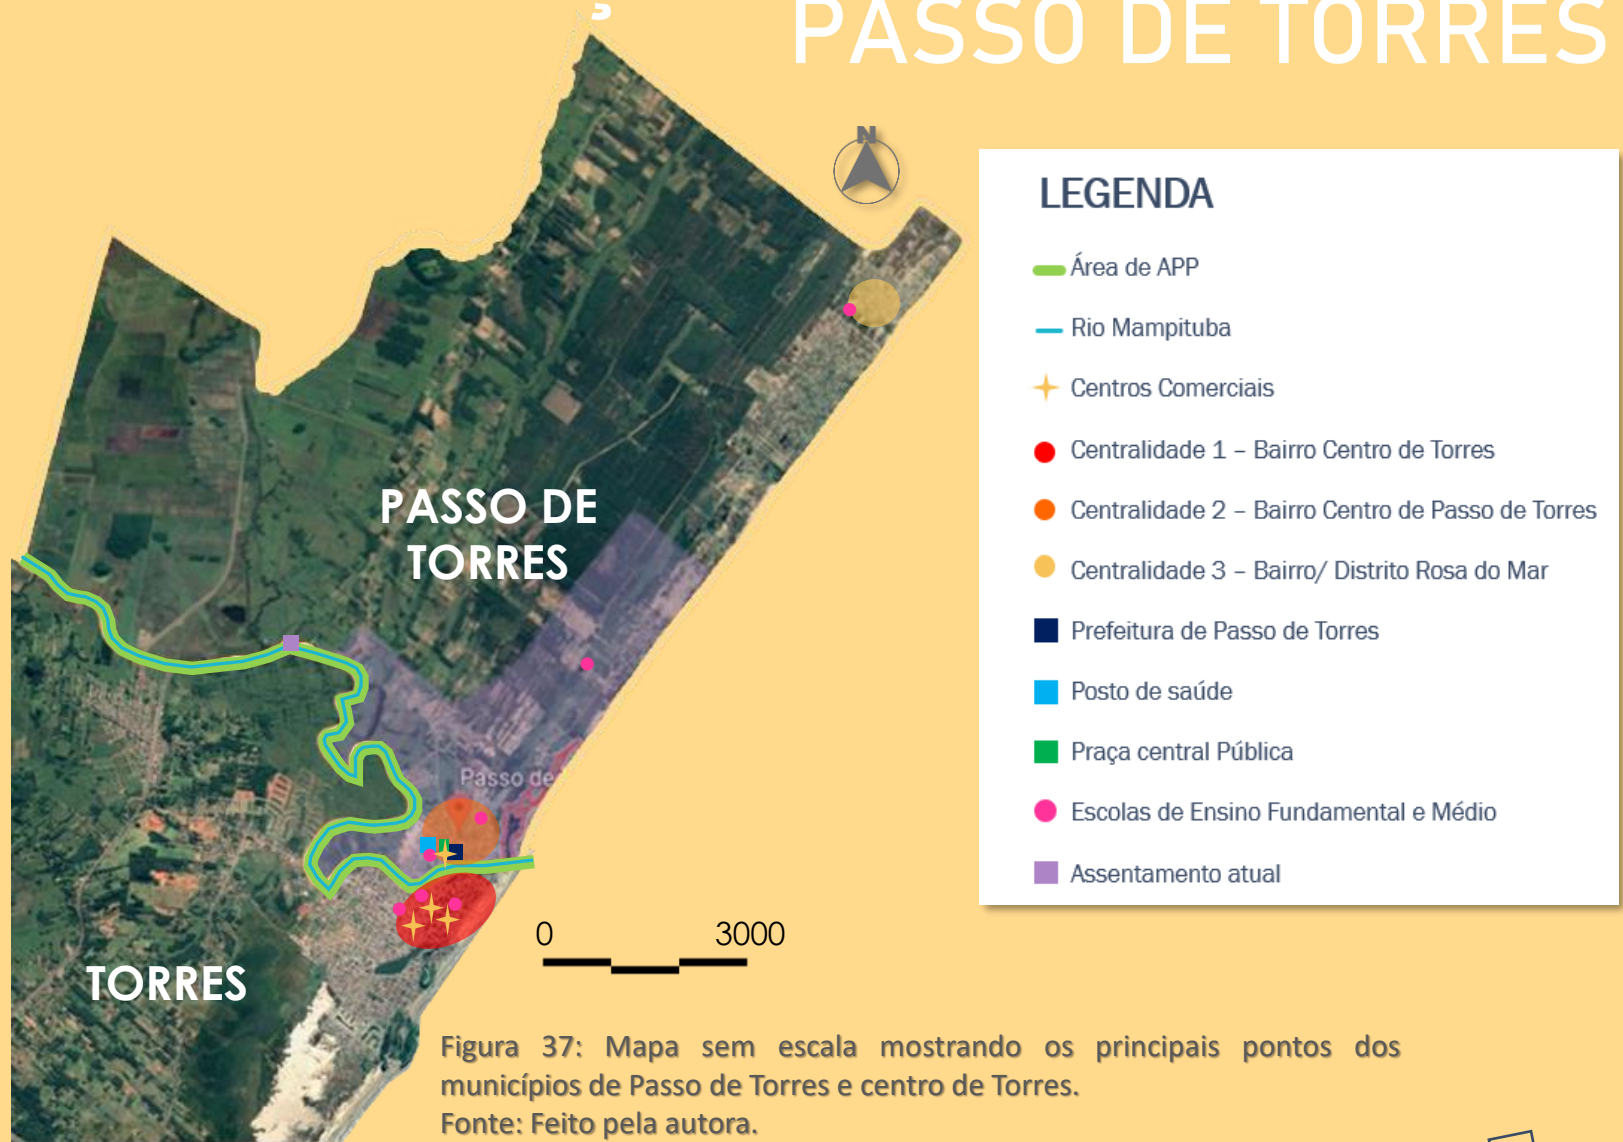 PASSO DE TORRES
N
LEGENDA
Área de APP
Rio Mampituba
Centros Comerciais
Centralidade 1 – Bairro Centro de Torres
Centralidade 2 – Bairro Centro de Passo de Torres
Centralidade 3 – Bairro/ Distrito Rosa do Mar
Prefeitura de Passo de Torres
Posto de saúde
Praça central Pública
Escolas de Ensino Fundamental e Médio
Assentamento atual
PASSO DE
TORRES
Passo de
TORRES
0 3000
Figura 37: Mapa sem escala mostrando os principais pontos dos
municípios de Passo de Torres e centro de Torres.
Fonte: Feito pela autora.